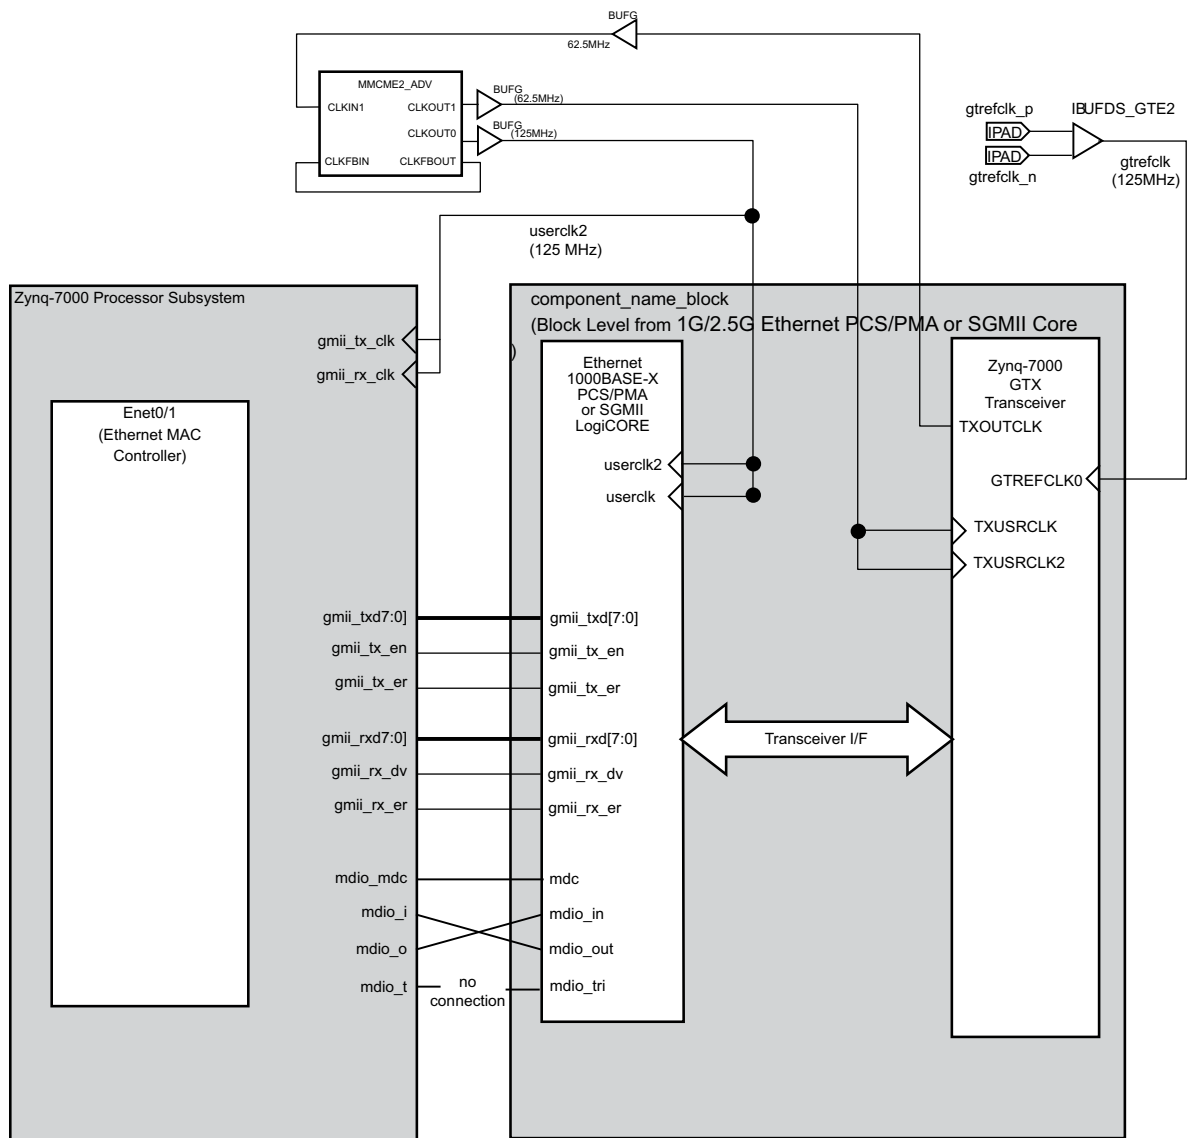 BUFG
62.5MHz
MMCME2_ADV
CLKIN1
CLKOUT1
CLKOUT0
CLKFBIN
CLKFBOUT
BUFG
(62.5MHz)
BUFG
(125MHz)
gtrefclk_p
IBUFDS_GTE2
IPAD
IPAD
gtrefclk_n
gtrefclk
(125MHz)
userclk2
(125 MHz)
Zynq-7000 Processor Subsystem
gmii_tx_clk
gmii_rx_clk
Enet0/1
(Ethernet MAC
Controller)
gmii_txd7:0]
gmii_tx_en
gmii_tx_er
gmii_rxd7:0]
gmii_rx_dv
gmii_rx_er
mdio_mdc
mdio_i
mdio_o
mdio_t
no
connection
component_name_block
(Block Level from 1G/2.5G Ethernet PCS/PMA or SGMII Core
)
Ethernet
1000BASE-X
PCS/PMA
or SGMII
LogiCORE
userclk2
userclk
gmii_txd[7:0]
gmii_tx_en
gmii_tx_er
gmii_rxd[7:0]
gmii_rx_dv
gmii_rx_er
mdc
mdio_in
mdio_out
mdio_tri
Transceiver I/F
Zynq-7000
GTX
Transceiver
TXOUTCLK
GTREFCLK0
TXUSRCLK
TXUSRCLK2